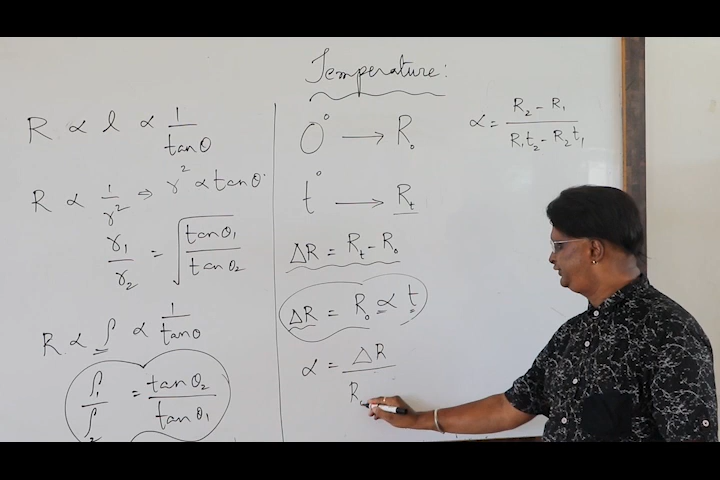 Temperature:
R ∝ l ∝ 1/tanθ
R ∝ 1/r² ⇒ r² ∝ tanθ
r₁/r₂ = √(tanθ₁/tanθ₂)
R ∝ ρ ∝ 1/tanθ
ρ₁/ρ₂ = tanθ₂/tanθ₁
0° → R₀
t° → Rₜ
ΔR = Rₜ - R₀
ΔR = R₀ ∝ t
∝ = ΔR/R₀
∝ = (R₂ - R₁)/(R₁t₂ - R₂t₁)